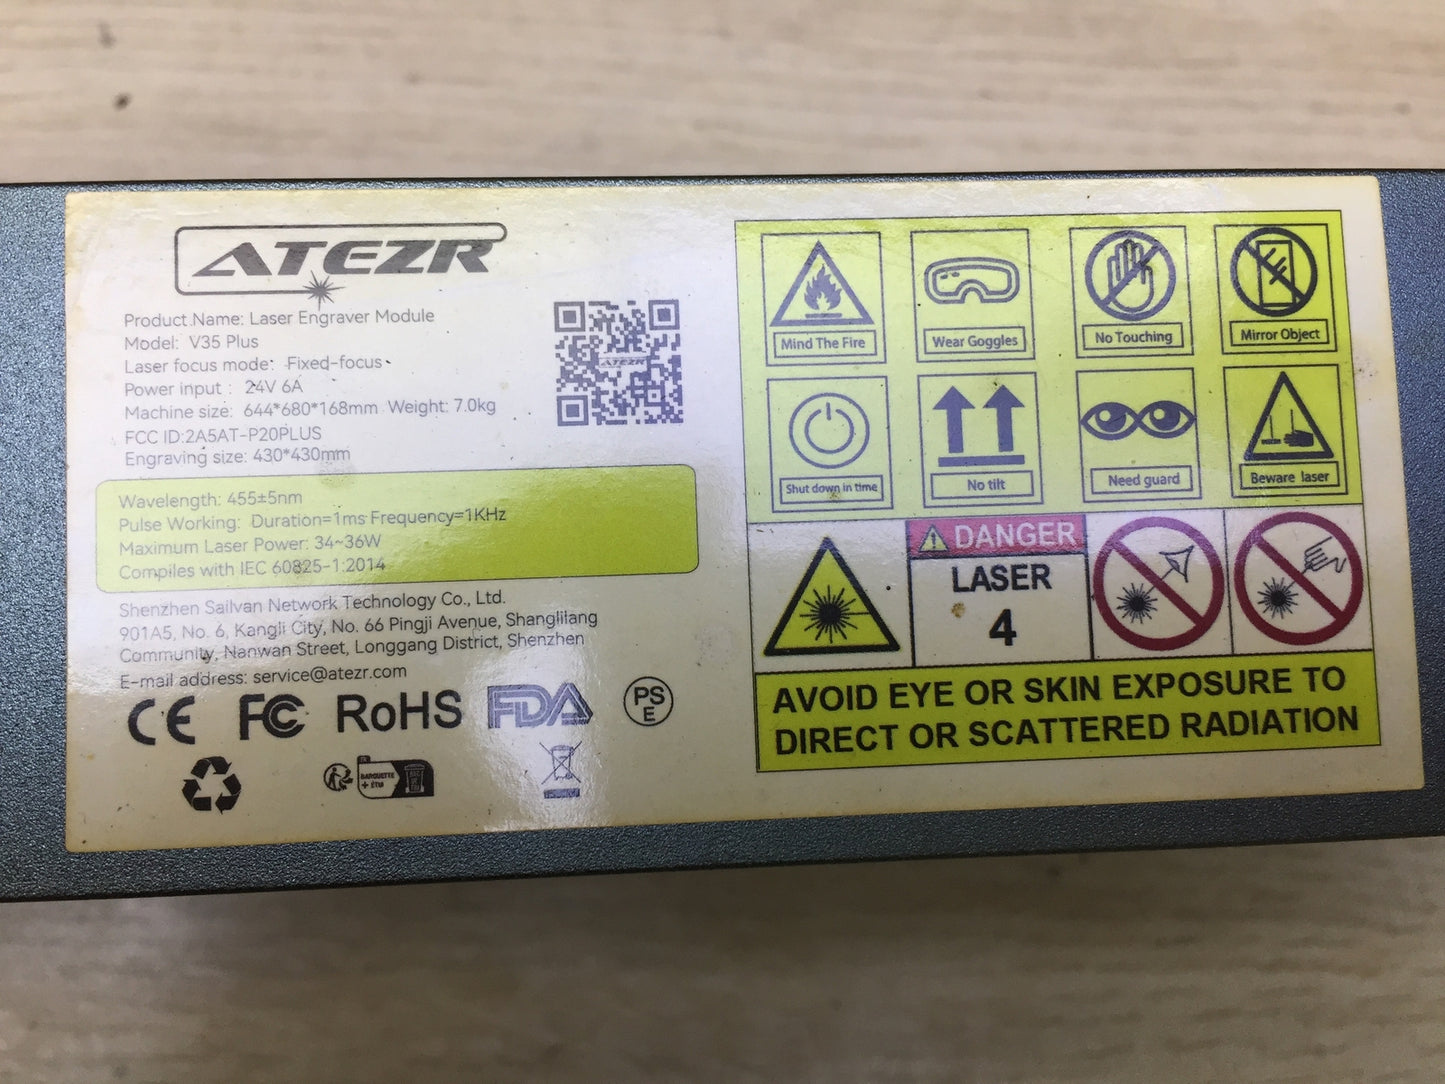 ATEZR
Product Name: Laser Engraver Module
Model: V35 Plus
Laser focus mode: Fixed-focus
Power input : 24V 6A
Machine size: 644*680*168mm Weight: 7.0kg
FCC ID:2A5AT-P20PLUS
Engraving size: 430*430mm
ATEZR
Wavelength: 455±5nm
Pulse Working: Duration=1ms Frequency=1KHz
Maximum Laser Power: 34~36W
Compiles with IEC 60825-1:2014
Shenzhen Sailvan Network Technology Co., Ltd.
901A5, No. 6, Kangli City, No. 66 Pingji Avenue, Shanglilang
Community, Nanwan Street, Longgang District, Shenzhen
E-mail address: service@atezr.com
CE FC RoHS FDA PSE
FR
BARQUETTE
+ ÉTUI
Mind The Fire
Wear Goggles
No Touching
Mirror Object
Shut down in time
No tilt
Need guard
Beware laser
DANGER
LASER
4
AVOID EYE OR SKIN EXPOSURE TO
DIRECT OR SCATTERED RADIATION